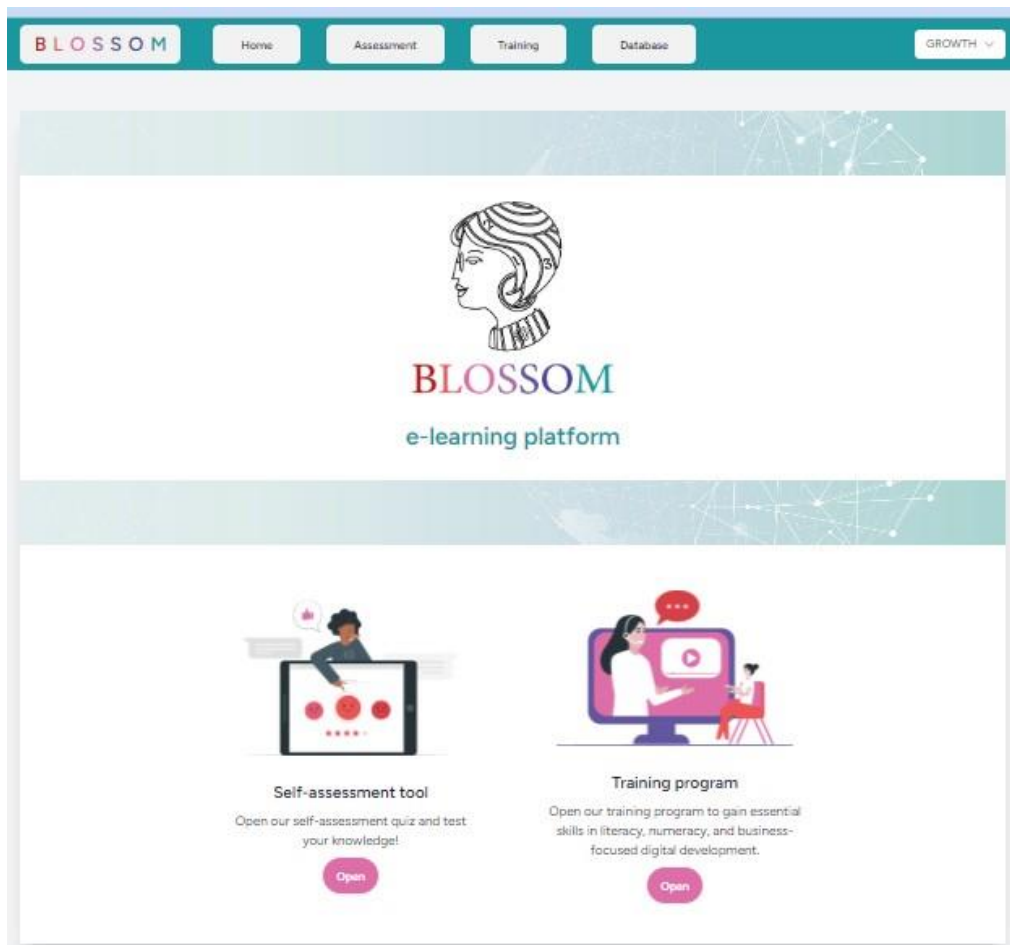 BLOSSOM
Home
Assessment
Training
Database
GROWTH
3
BLOSSOM
e-learning platform
Self-assessment tool
Open our self-assessment quiz and test
your knowledge!
Open
Training program
Open our training program to gain essential
skills in literacy, numeracy, and business-
focused digital development.
Open